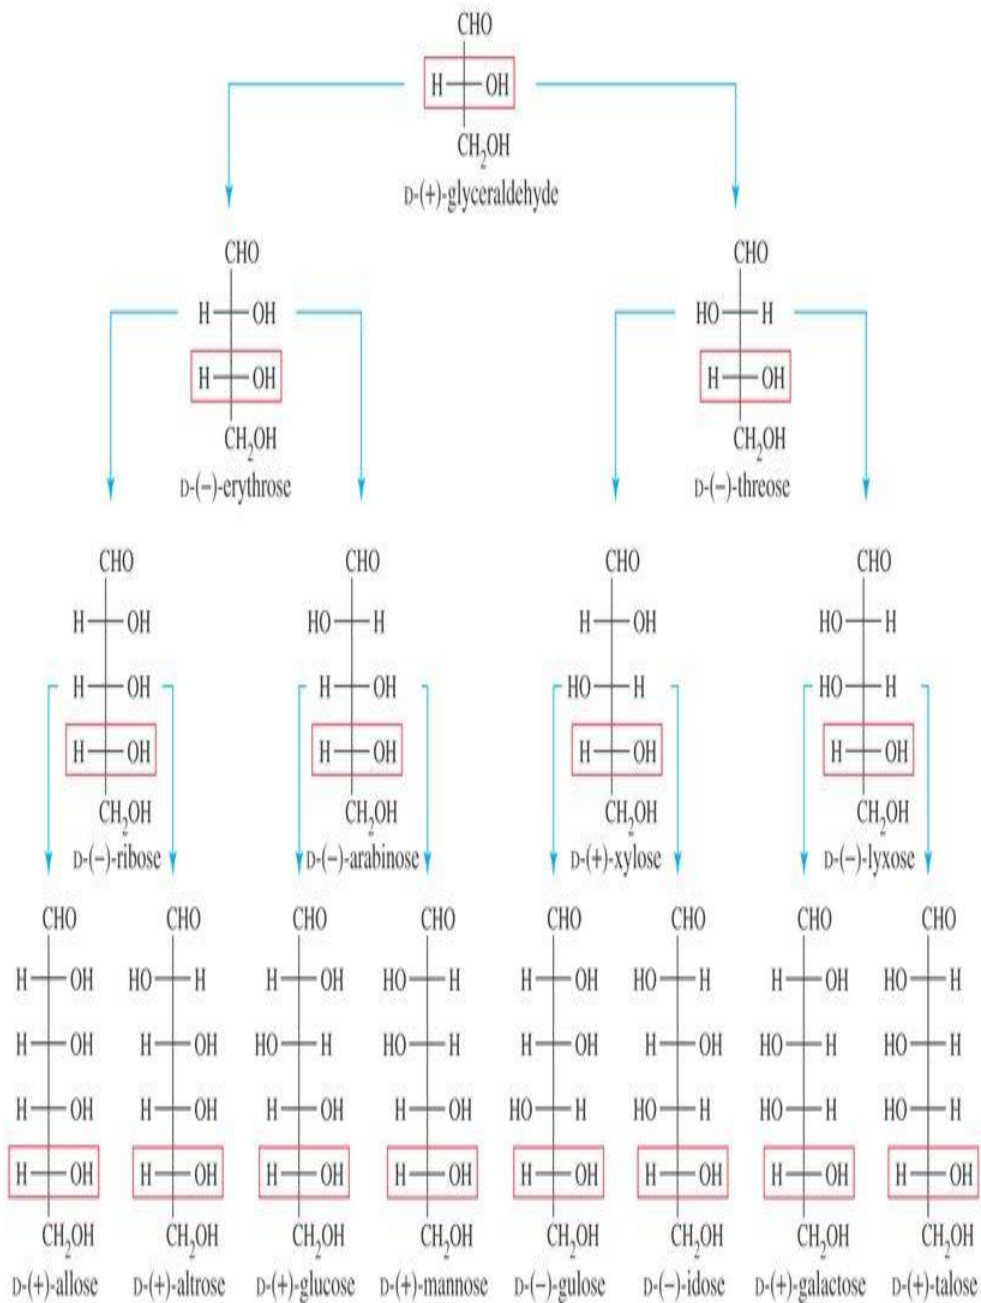 CHO
H OH
CH₂OH
D-(+)-glyceraldehyde
CHO CHO
H OH HO H
H OH H OH
CH₂OH CH₂OH
D-(−)-erythrose D-(−)-threose
CHO CHO CHO CHO
H OH HO H H OH HO H
H OH H OH HO H HO H
H OH H OH H OH H OH
CH₂OH CH₂OH CH₂OH CH₂OH
D-(−)-ribose D-(−)-arabinose D-(+)-xylose D-(−)-lyxose
CHO CHO CHO CHO CHO CHO CHO CHO
H OH HO H H OH HO H H OH HO H H OH HO H
H OH H OH HO H HO H H OH H OH HO H HO H
H OH H OH H OH H OH HO H HO H HO H HO H
H OH H OH H OH H OH H OH H OH H OH H OH
CH₂OH CH₂OH CH₂OH CH₂OH CH₂OH CH₂OH CH₂OH CH₂OH
D-(+)-allose D-(+)-altrose D-(+)-glucose D-(+)-mannose D-(−)-gulose D-(−)-idose D-(+)-galactose D-(+)-talose